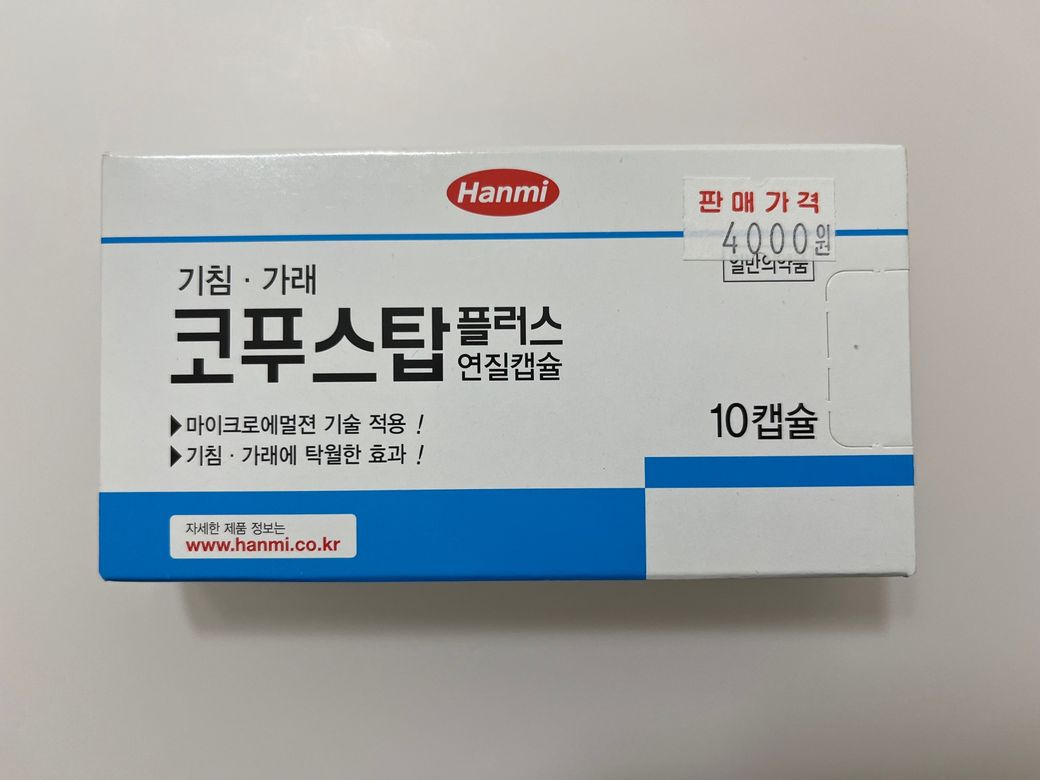 Hanmi
판매가격
4000원
일반의약품
기침 · 가래
코푸스탑 플러스
연질캡슐
▶마이크로에멀젼 기술 적용 !
▶기침 · 가래에 탁월한 효과 !
10캡슐
자세한 제품 정보는
www.hanmi.co.kr